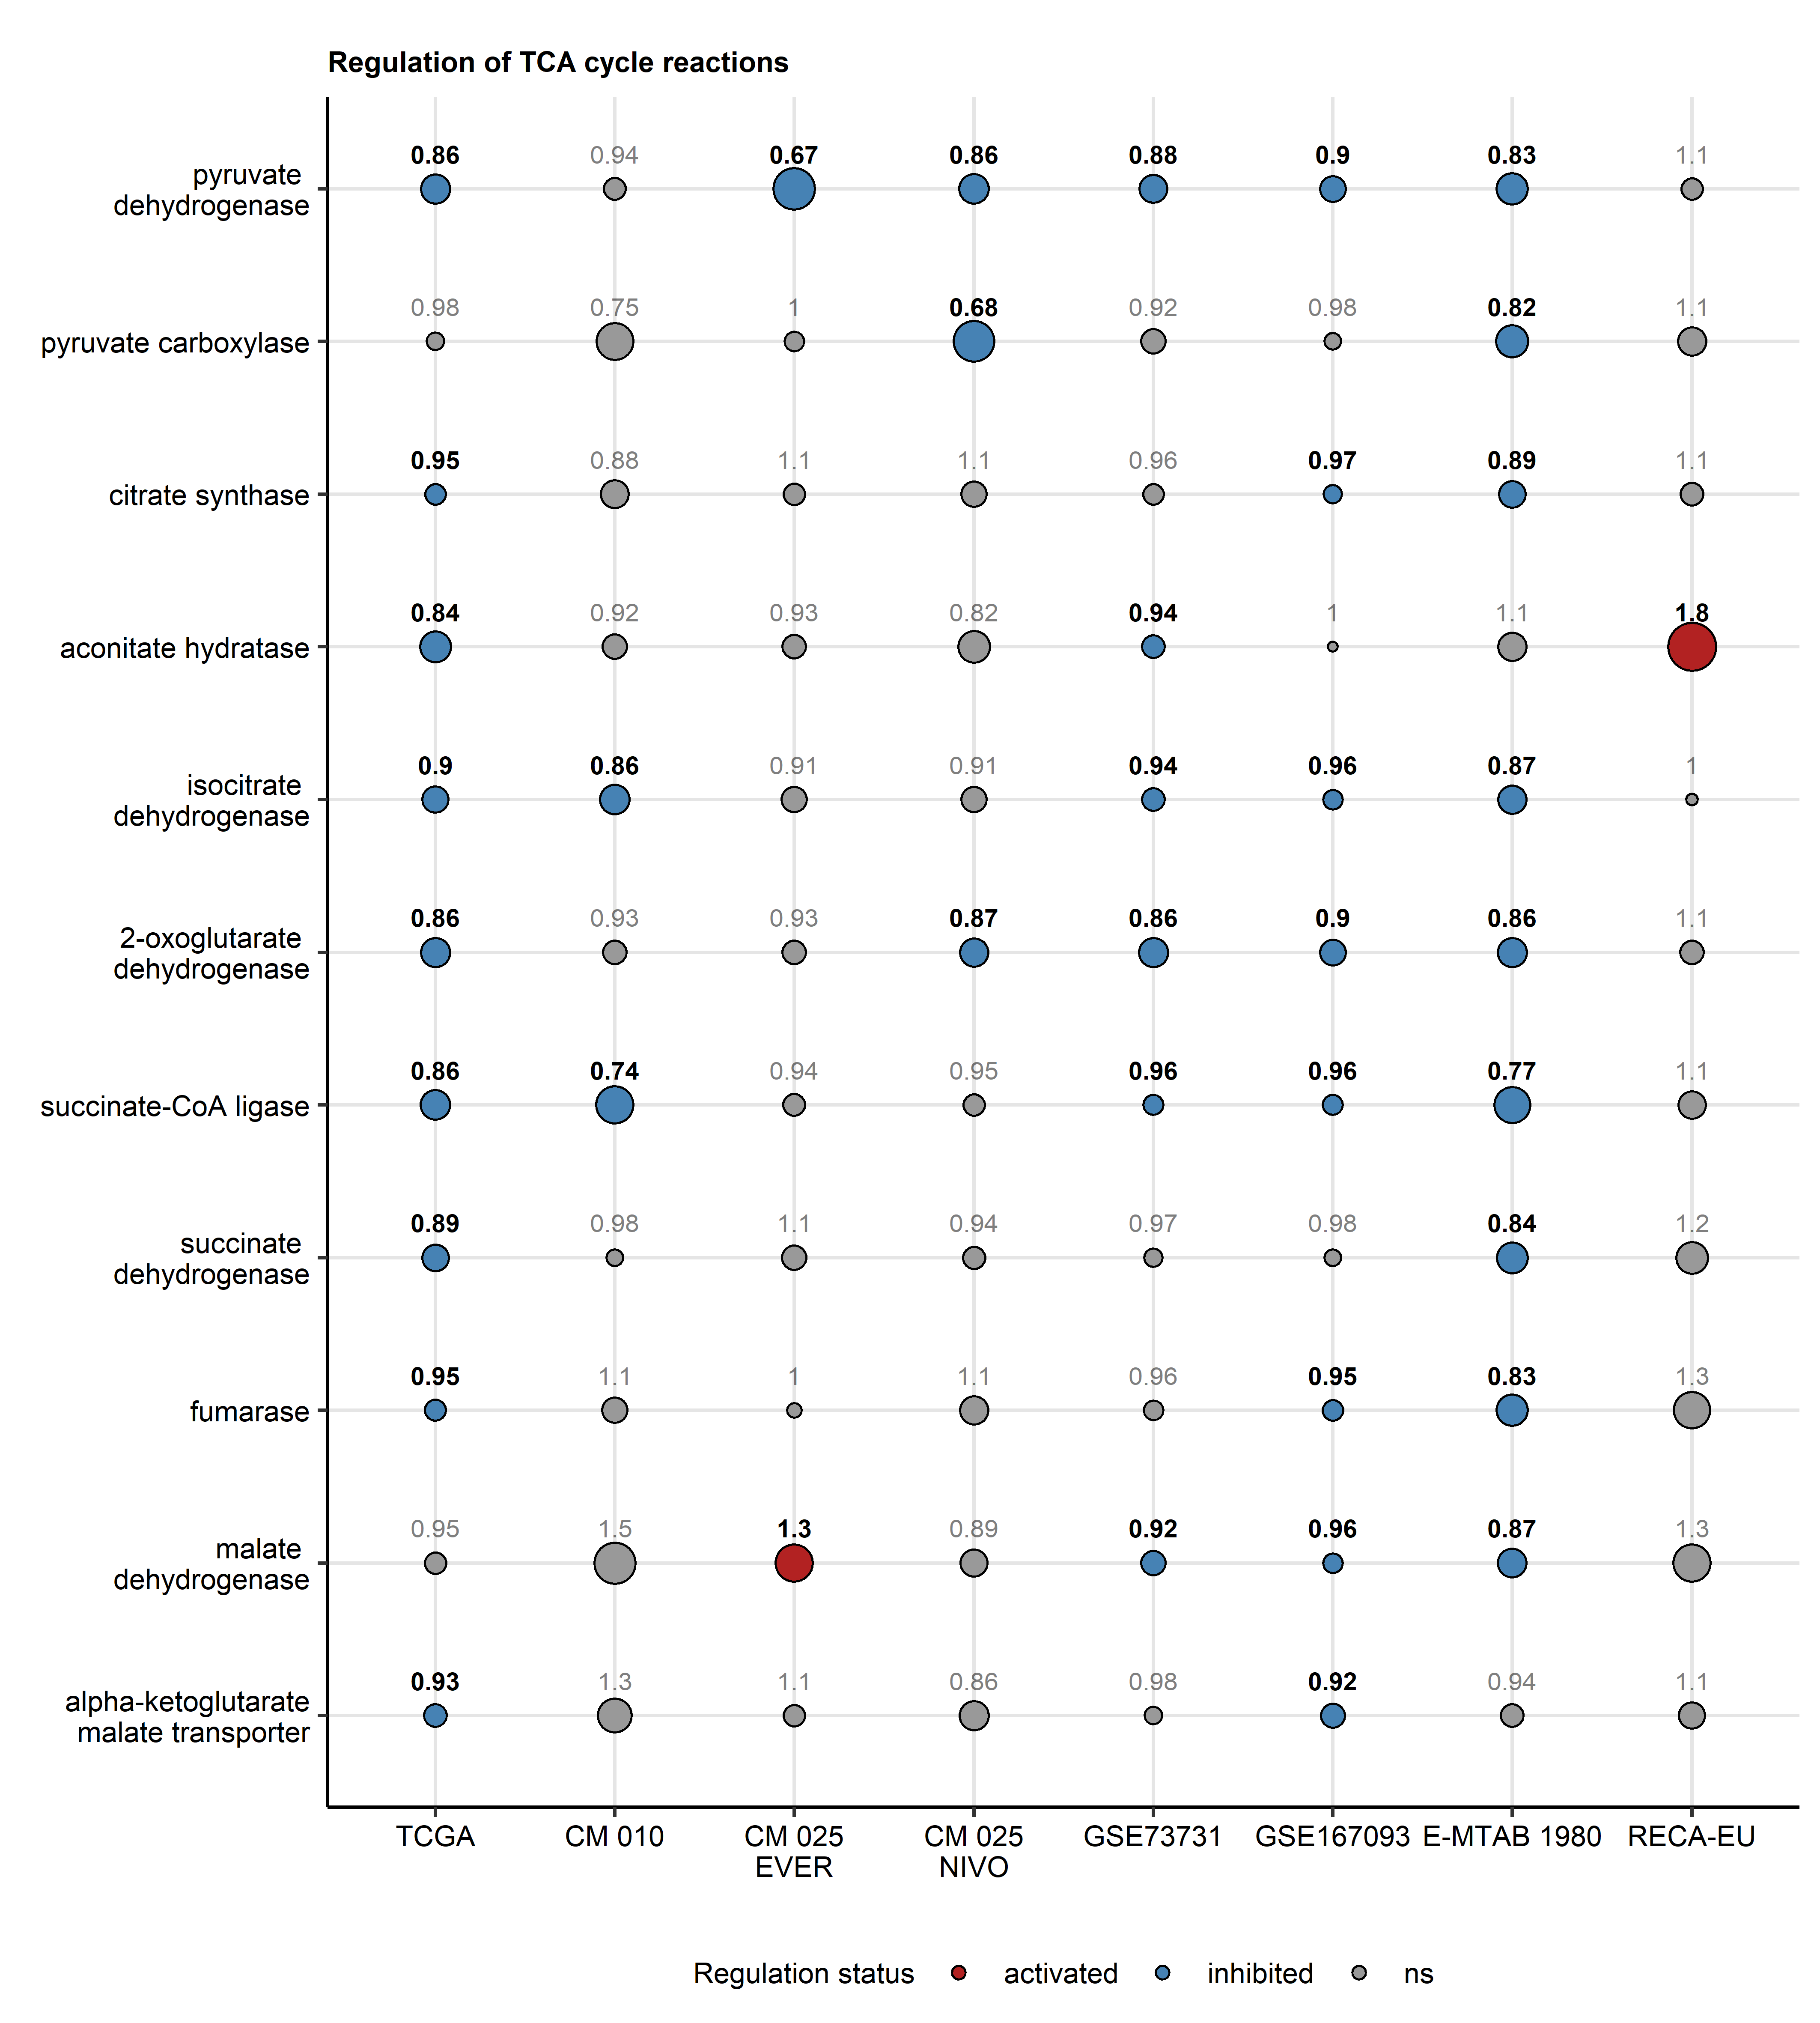 Regulation of TCA cycle reactions
pyruvate
dehydrogenase
0.86 0.94 0.67 0.86 0.88 0.9 0.83 1.1
pyruvate carboxylase
0.98 0.75 1 0.68 0.92 0.98 0.82 1.1
citrate synthase
0.95 0.88 1.1 1.1 0.96 0.97 0.89 1.1
aconitate hydratase
0.84 0.92 0.93 0.82 0.94 1 1.1 1.8
isocitrate
dehydrogenase
0.9 0.86 0.91 0.91 0.94 0.96 0.87 1
2-oxoglutarate
dehydrogenase
0.86 0.93 0.93 0.87 0.86 0.9 0.86 1.1
succinate-CoA ligase
0.86 0.74 0.94 0.95 0.96 0.96 0.77 1.1
succinate
dehydrogenase
0.89 0.98 1.1 0.94 0.97 0.98 0.84 1.2
fumarase
0.95 1.1 1 1.1 0.96 0.95 0.83 1.3
malate
dehydrogenase
0.95 1.5 1.3 0.89 0.92 0.96 0.87 1.3
alpha-ketoglutarate
malate transporter
0.93 1.3 1.1 0.86 0.98 0.92 0.94 1.1
TCGA
CM 010
CM 025
EVER
CM 025
NIVO
GSE73731
GSE167093
E-MTAB 1980
RECA-EU
Regulation status activated inhibited ns